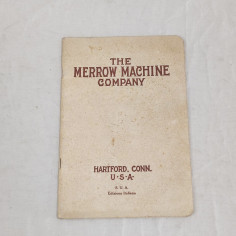 THE
MERROW MACHINE
COMPANY
HARTFORD, CONN.
U·S·A·